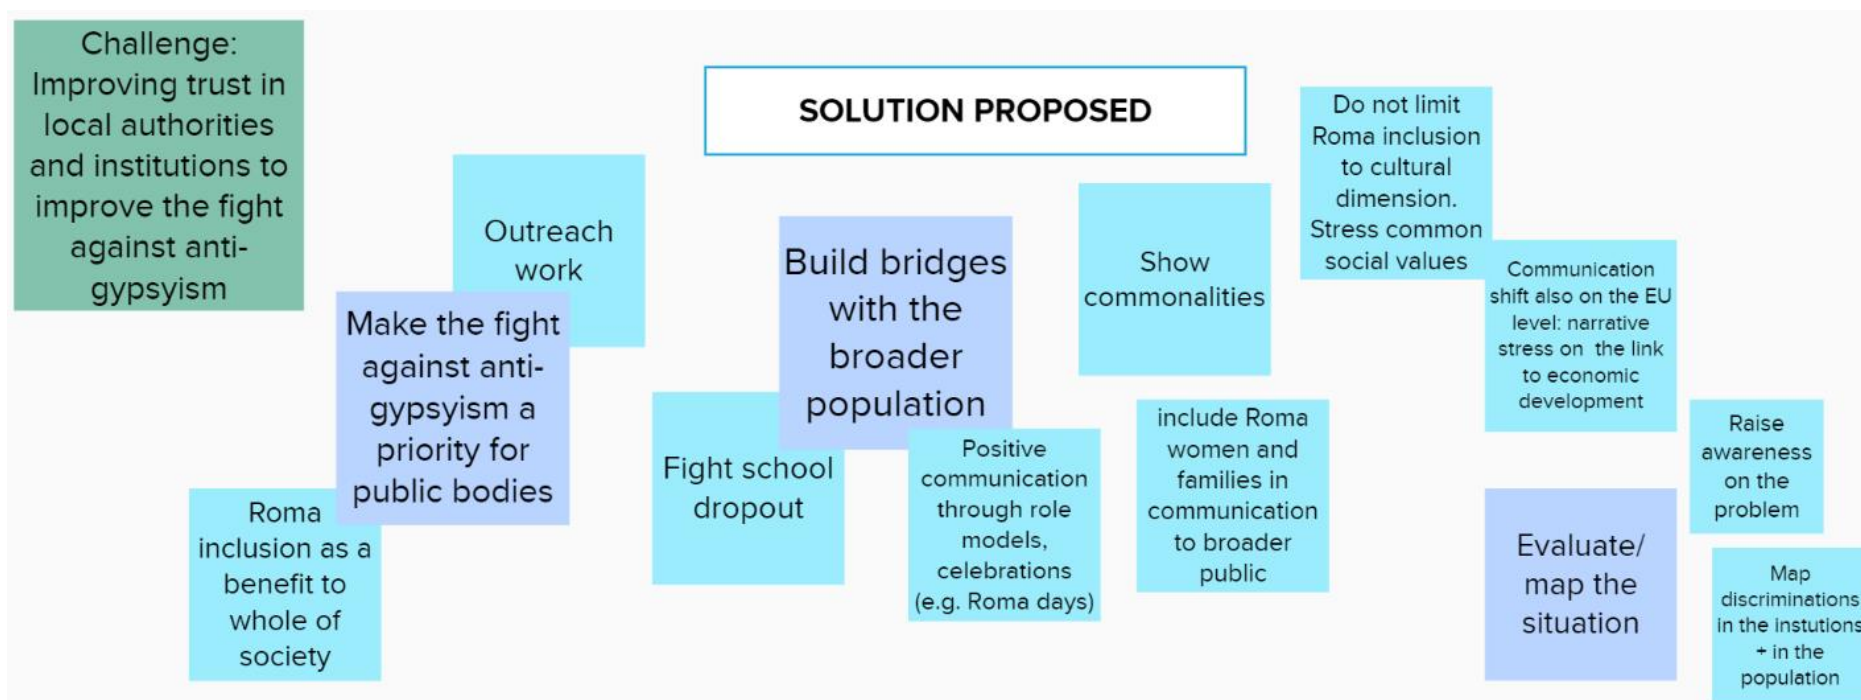 Challenge:
Improving trust in
local authorities
and institutions to
improve the fight
against anti-
gypsyism
SOLUTION PROPOSED
Outreach
work
Make the fight
against anti-
gypsyism a
priority for
public bodies
Roma
inclusion as a
benefit to
whole of
society
Build bridges
with the
broader
population
Fight school
dropout
Positive
communication
through role
models,
celebrations
(e.g. Roma days)
Show
commonalities
include Roma
women and
families in
communication
to broader
public
Do not limit
Roma inclusion
to cultural
dimension.
Stress common
social values
Communication
shift also on the EU
level: narrative
stress on the link
to economic
development
Evaluate/
map the
situation
Raise
awareness
on the
problem
Map
discriminations
in the instutions
+ in the
population